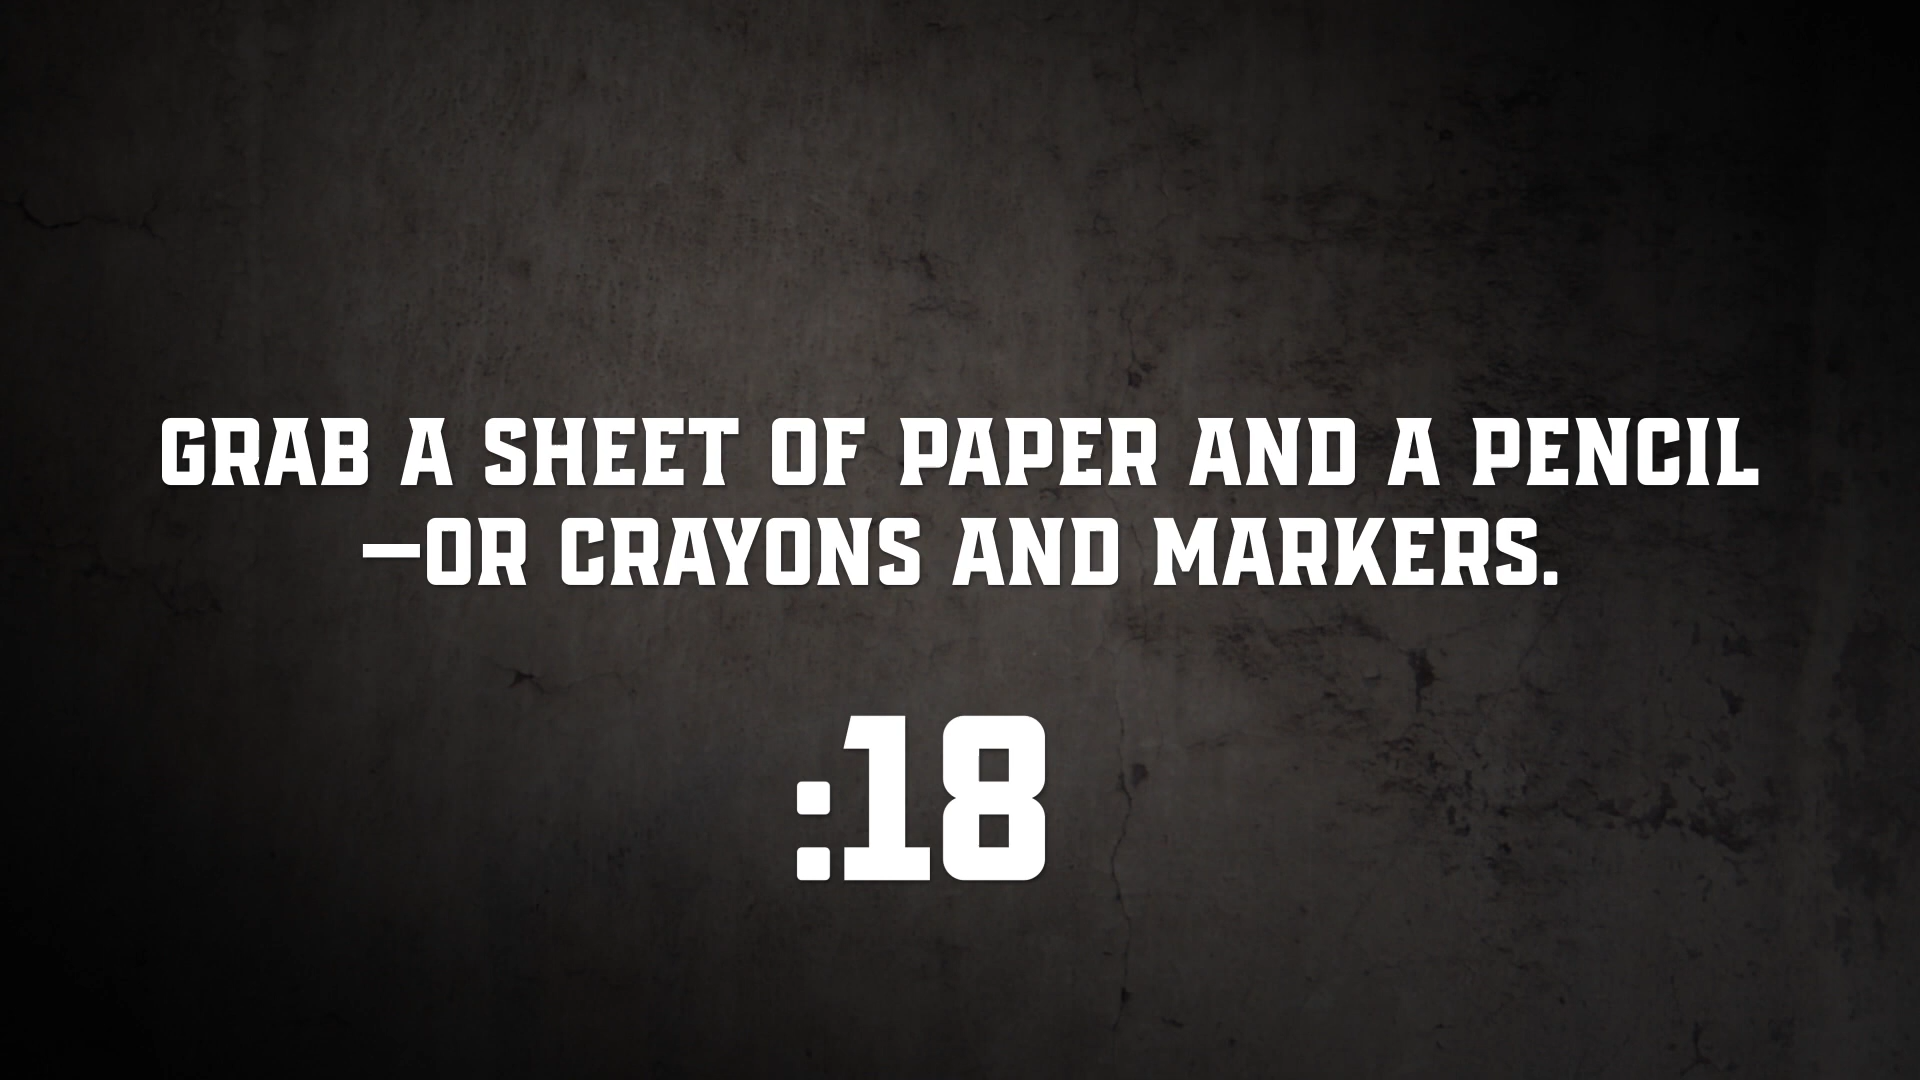 GRAB A SHEET OF PAPER AND A PENCIL
—OR CRAYONS AND MARKERS.
:18